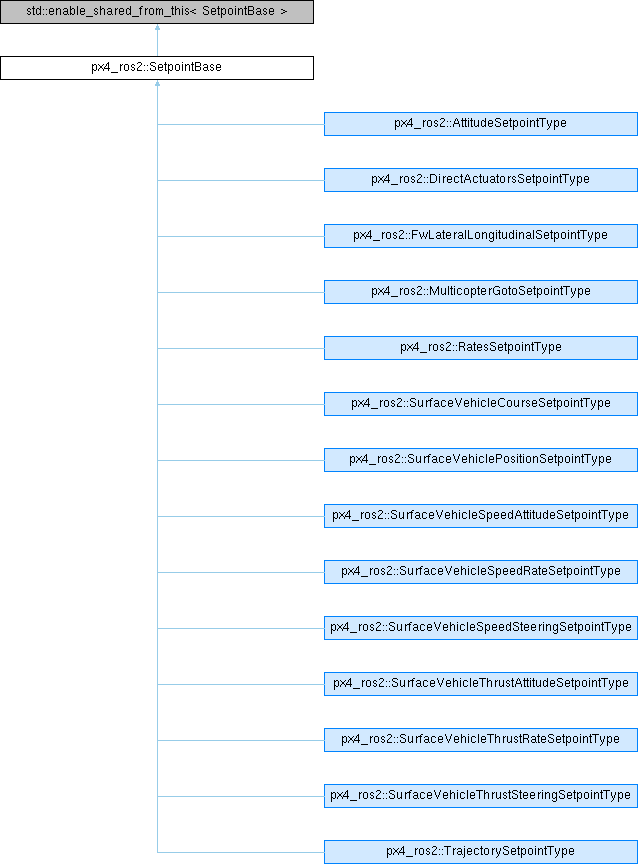 std::enable_shared_from_this< SetpointBase >
px4_ros2::SetpointBase
px4_ros2::AttitudeSetpointType
px4_ros2::DirectActuatorsSetpointType
px4_ros2::FwLateralLongitudinalSetpointType
px4_ros2::MulticopterGotoSetpointType
px4_ros2::RatesSetpointType
px4_ros2::SurfaceVehicleCourseSetpointType
px4_ros2::SurfaceVehiclePositionSetpointType
px4_ros2::SurfaceVehicleSpeedAttitudeSetpointType
px4_ros2::SurfaceVehicleSpeedRateSetpointType
px4_ros2::SurfaceVehicleSpeedSteeringSetpointType
px4_ros2::SurfaceVehicleThrustAttitudeSetpointType
px4_ros2::SurfaceVehicleThrustRateSetpointType
px4_ros2::SurfaceVehicleThrustSteeringSetpointType
px4_ros2::TrajectorySetpointType